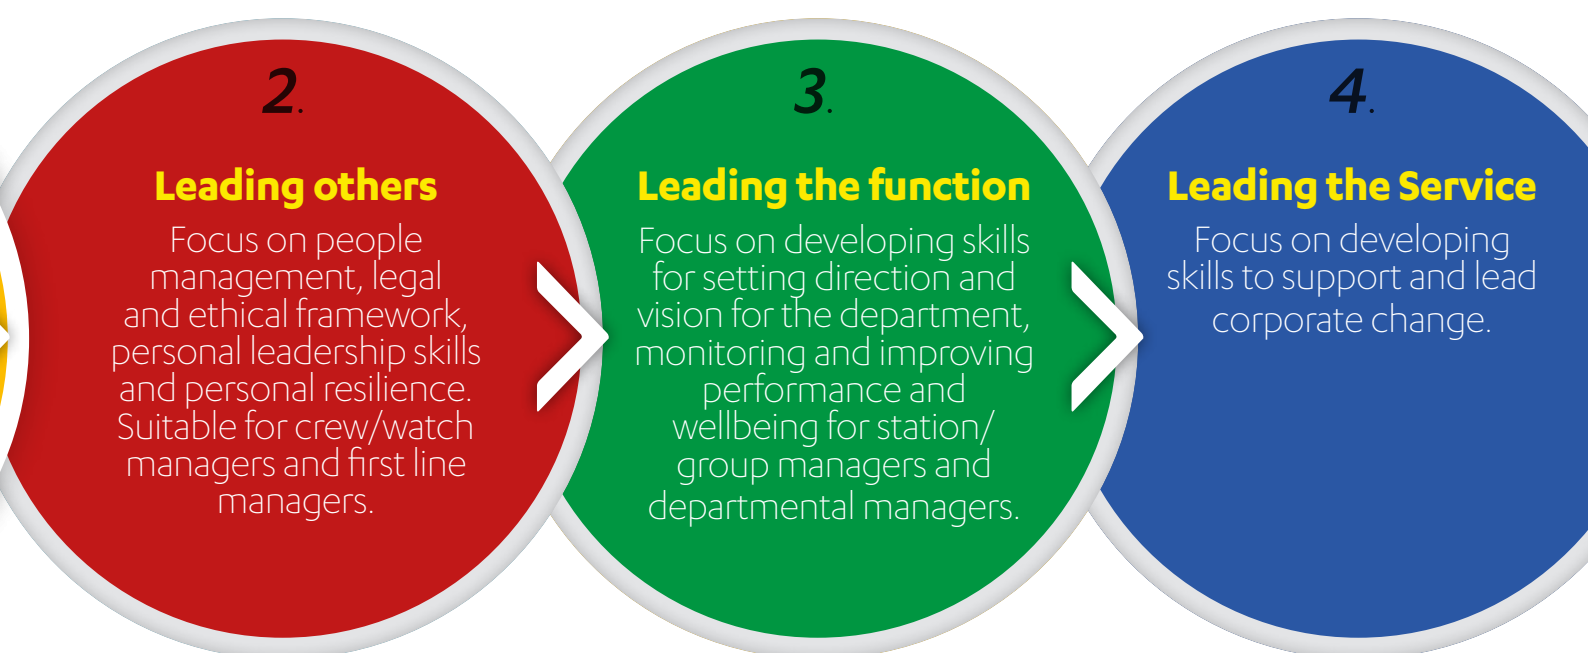 2.
Leading others
Focus on people
management, legal
and ethical framework,
personal leadership skills
and personal resilience.
Suitable for crew/watch
managers and first line
managers.
3.
Leading the function
Focus on developing skills
for setting direction and
vision for the department,
monitoring and improving
performance and
wellbeing for station/
group managers and
departmental managers.
4.
Leading the Service
Focus on developing
skills to support and lead
corporate change.